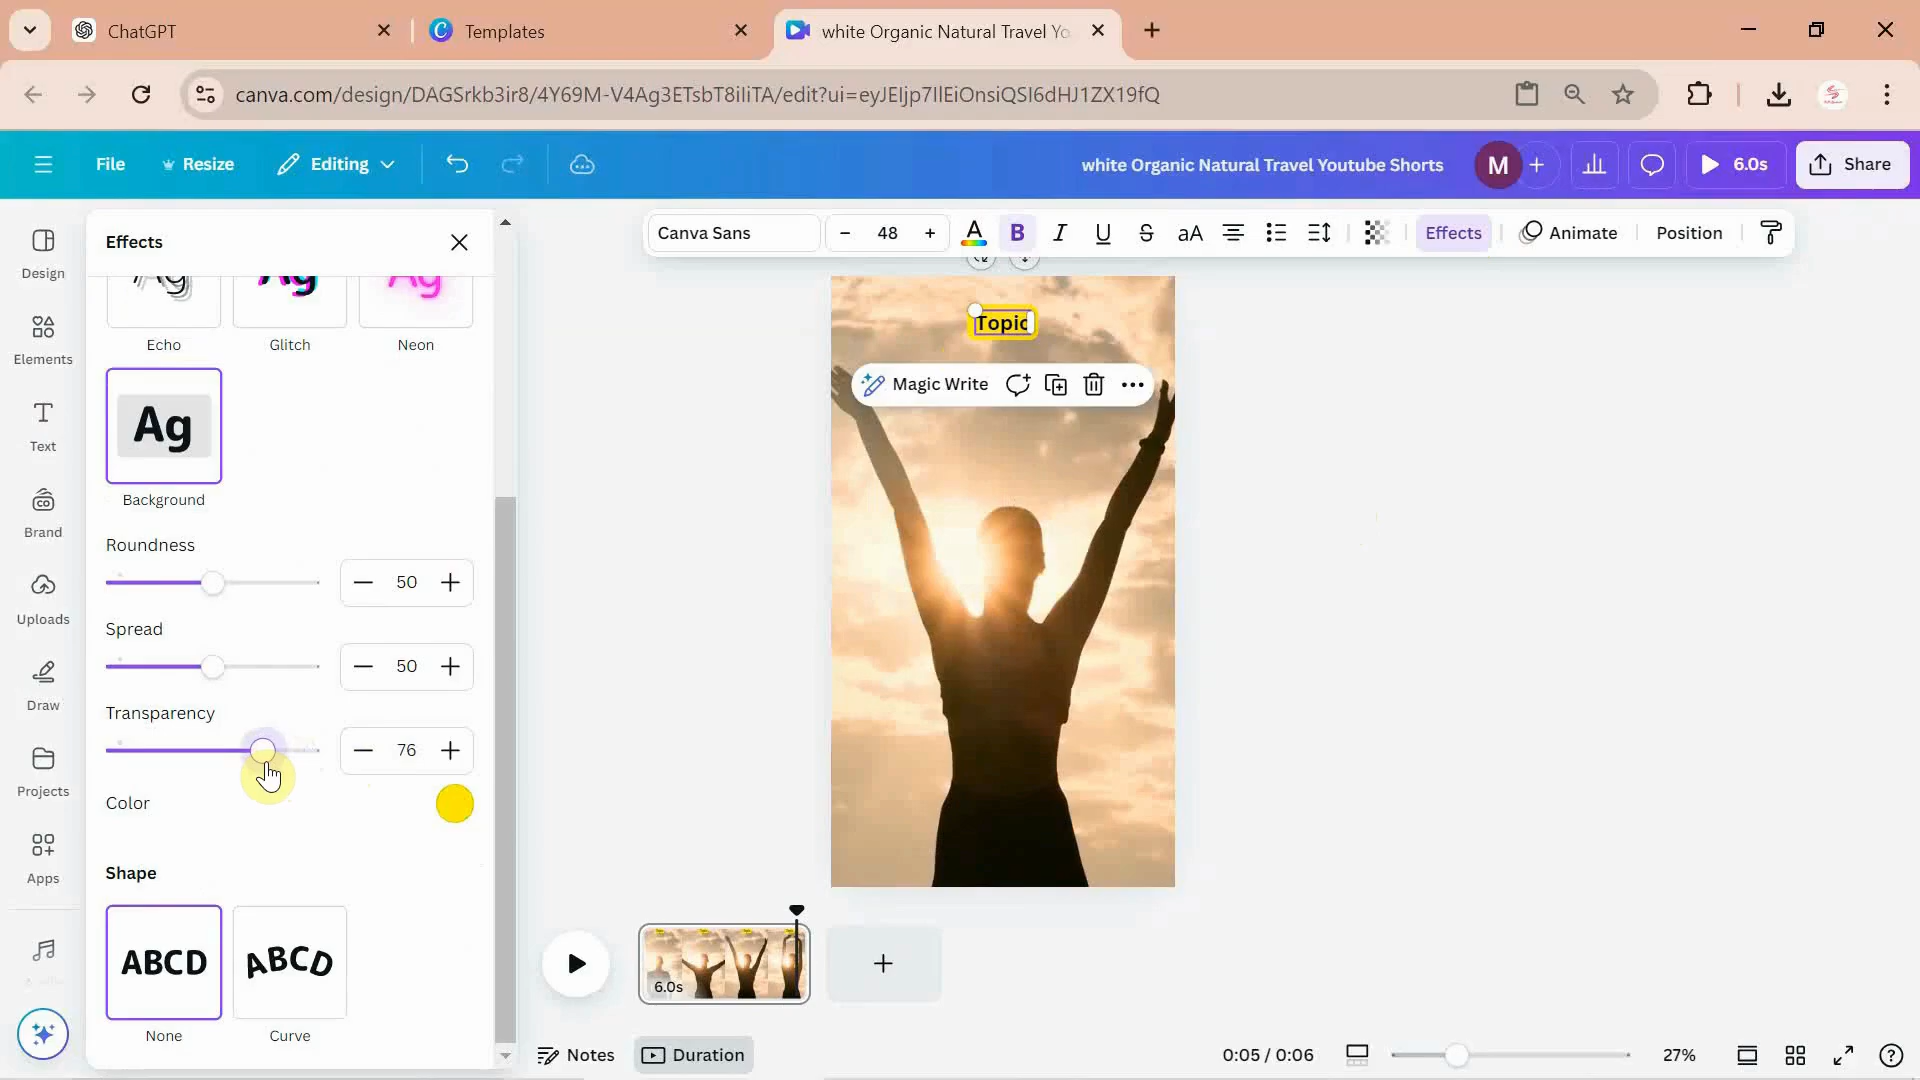 ChatGPT
Templates
white Organic Natural Travel Yo
canva.com/design/DAGSrkb3ir8/4Y69M-V4Ag3ETsbT8iIiTA/edit?ui=eyJEIjp7IlEiOnsiQSI6dHJ1ZX19fQ
File
Resize
Editing
white Organic Natural Travel Youtube Shorts
M
6.0s
Share
Design
Elements
Text
Brand
Uploads
Draw
Projects
Apps
Effects
Echo
Glitch
Neon
Ag
Background
Roundness
50
Spread
50
Transparency
76
Color
Shape
ABCD
ABCD
None
Curve
Canva Sans
48
A
B
I
U
S
aA
Effects
Animate
Position
Topic
Magic Write
6.0s
Notes
Duration
0:05 / 0:06
27%